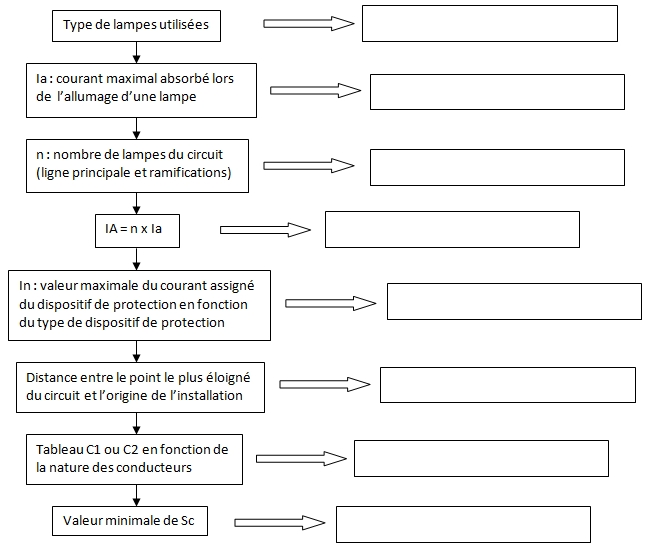 Type de lampes utilisées
Ia : courant maximal absorbé lors
de l'allumage d'une lampe
n : nombre de lampes du circuit
(ligne principale et ramifications)
IA = n x Ia
In : valeur maximale du courant assigné
du dispositif de protection en fonction
du type de dispositif de protection
Distance entre le point le plus éloigné
du circuit et l'origine de l'installation
Tableau C1 ou C2 en fonction de
la nature des conducteurs
Valeur minimale de Sc